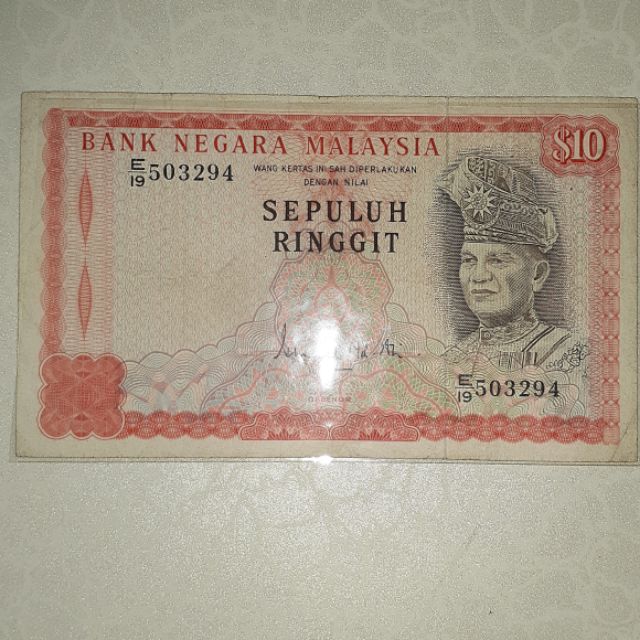 BANK NEGARA MALAYSIA
$10
E/19 503294
WANG KERTAS INI SAH DIPERLAKUKAN
DENGAN NILAI
SEPULUH
RINGGIT
E/19 503294